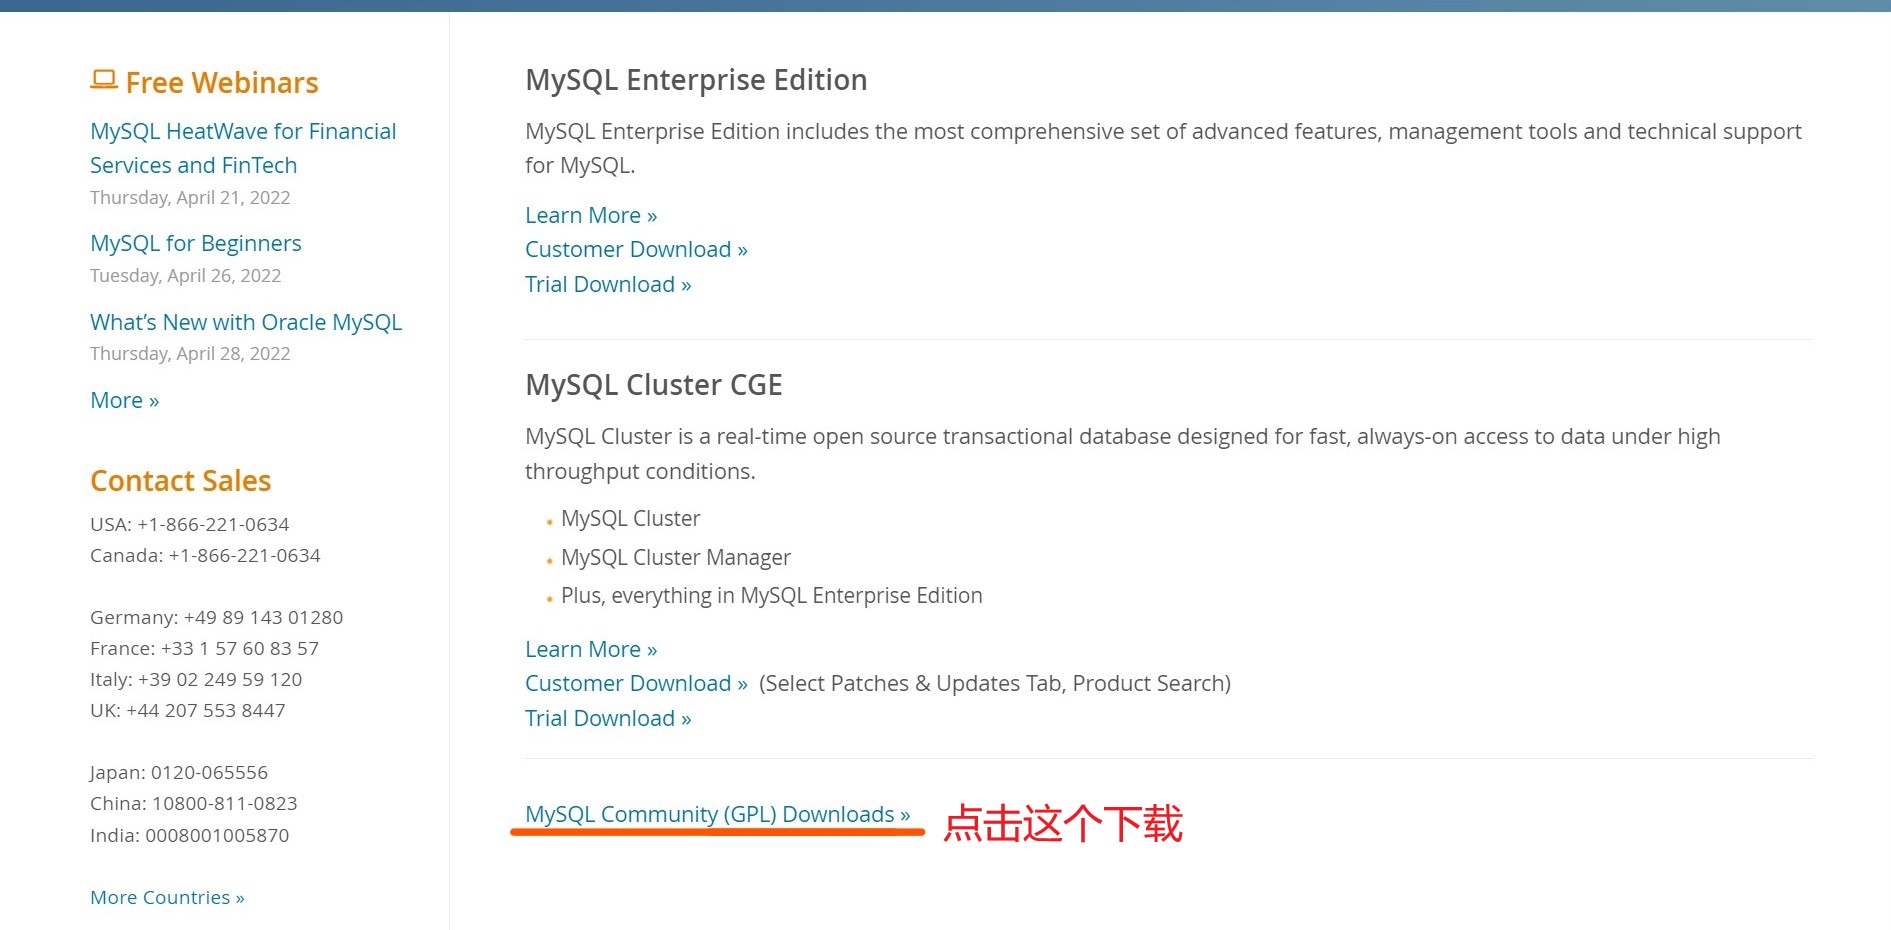 Free Webinars
MySQL HeatWave for Financial
Services and FinTech
Thursday, April 21, 2022
MySQL for Beginners
Tuesday, April 26, 2022
What's New with Oracle MySQL
Thursday, April 28, 2022
More »
Contact Sales
USA: +1-866-221-0634
Canada: +1-866-221-0634
Germany: +49 89 143 01280
France: +33 1 57 60 83 57
Italy: +39 02 249 59 120
UK: +44 207 553 8447
Japan: 0120-065556
China: 10800-811-0823
India: 0008001005870
More Countries »
MySQL Enterprise Edition
MySQL Enterprise Edition includes the most comprehensive set of advanced features, management tools and technical support
for MySQL.
Learn More »
Customer Download »
Trial Download »
MySQL Cluster CGE
MySQL Cluster is a real-time open source transactional database designed for fast, always-on access to data under high
throughput conditions.
MySQL Cluster
MySQL Cluster Manager
Plus, everything in MySQL Enterprise Edition
Learn More »
Customer Download » (Select Patches & Updates Tab, Product Search)
Trial Download »
MySQL Community (GPL) Downloads » 点击这个下载